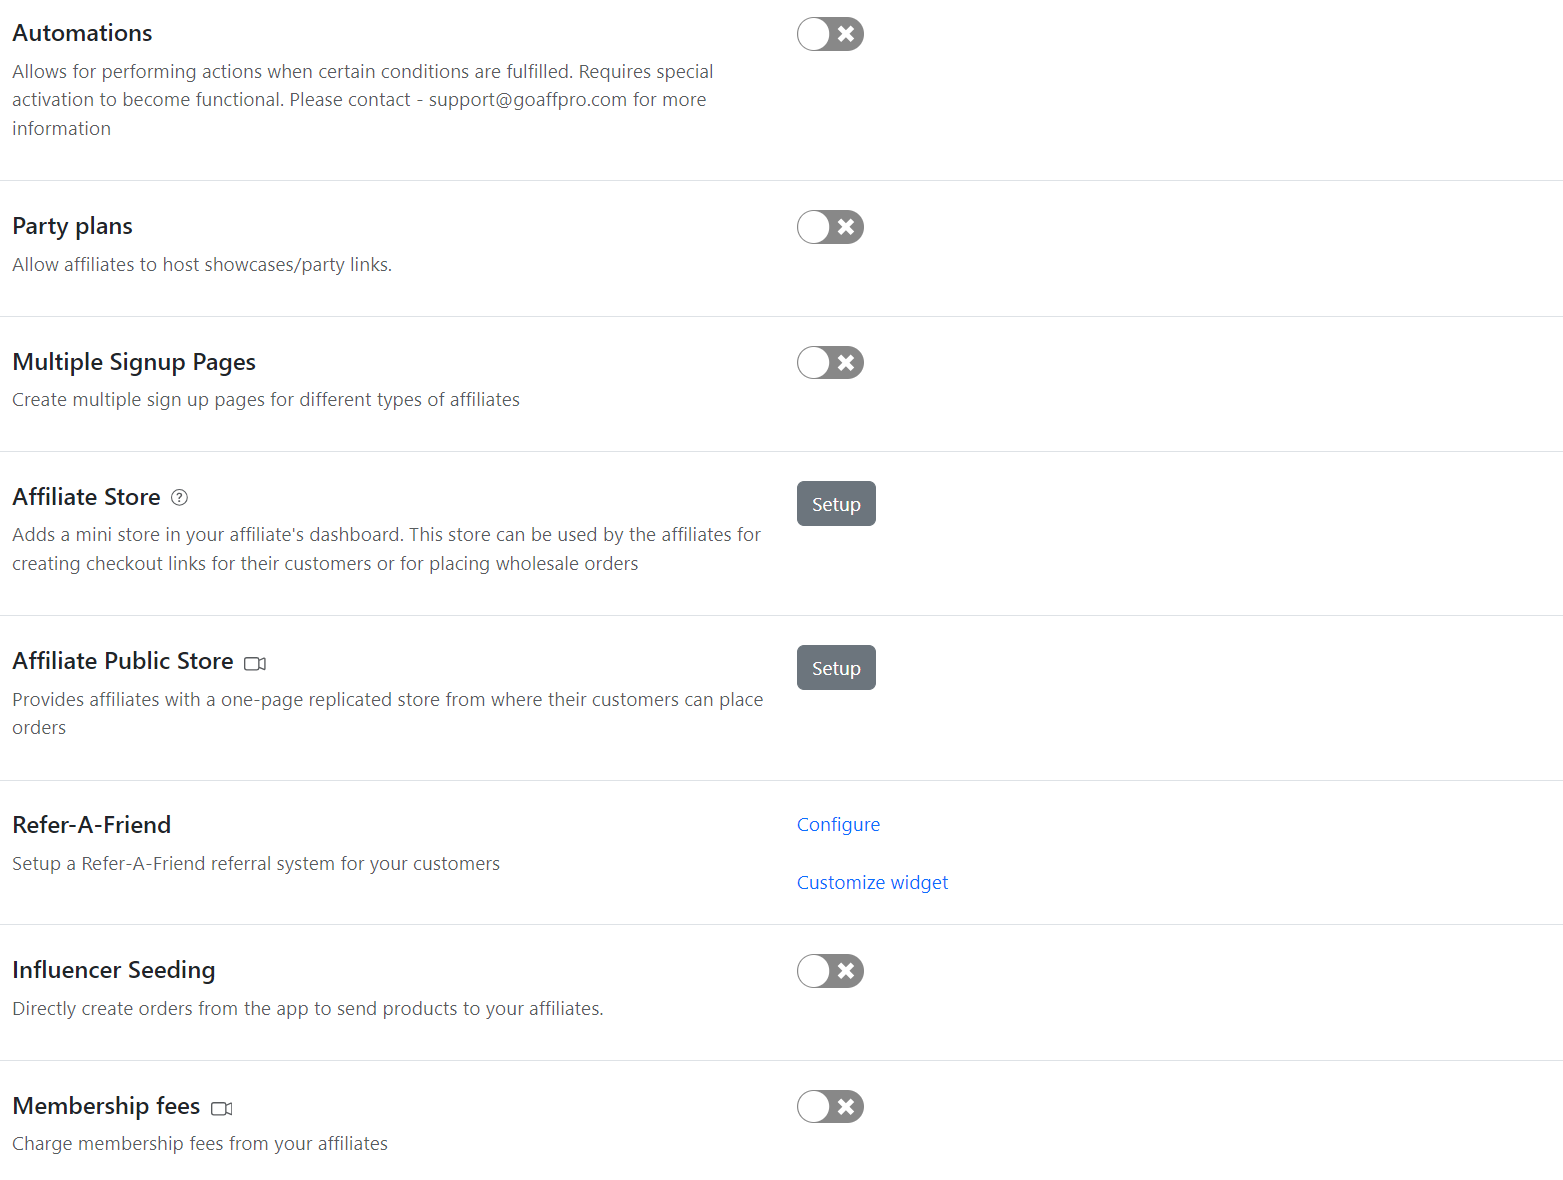 Automations
Allows for performing actions when certain conditions are fulfilled. Requires special
activation to become functional. Please contact - support@goaffpro.com for more
information
Party plans
Allow affiliates to host showcases/party links.
Multiple Signup Pages
Create multiple sign up pages for different types of affiliates
Affiliate Store
Setup
Adds a mini store in your affiliate's dashboard. This store can be used by the affiliates for
creating checkout links for their customers or for placing wholesale orders
Affiliate Public Store
Setup
Provides affiliates with a one-page replicated store from where their customers can place
orders
Refer-A-Friend
Configure
Setup a Refer-A-Friend referral system for your customers
Customize widget
Influencer Seeding
Directly create orders from the app to send products to your affiliates.
Membership fees
Charge membership fees from your affiliates